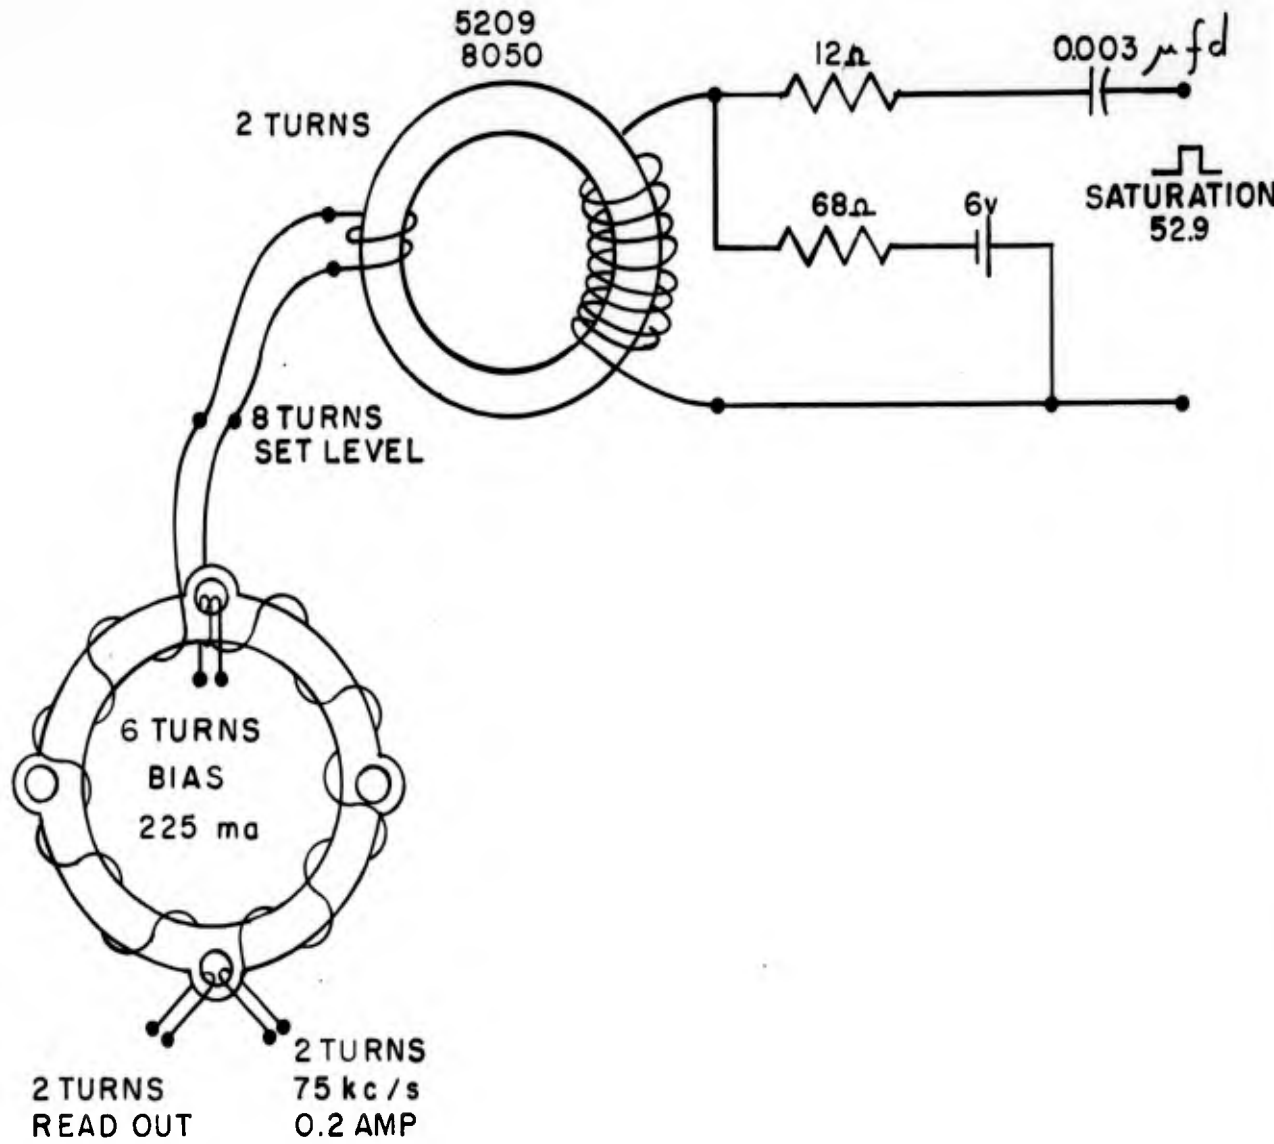 5209
8050
12Ω
0.003 μfd
2 TURNS
SATURATION
52.9
68Ω
6v
8 TURNS
SET LEVEL
6 TURNS
BIAS
225 ma
2 TURNS
READ OUT
2 TURNS
75 kc/s
0.2 AMP